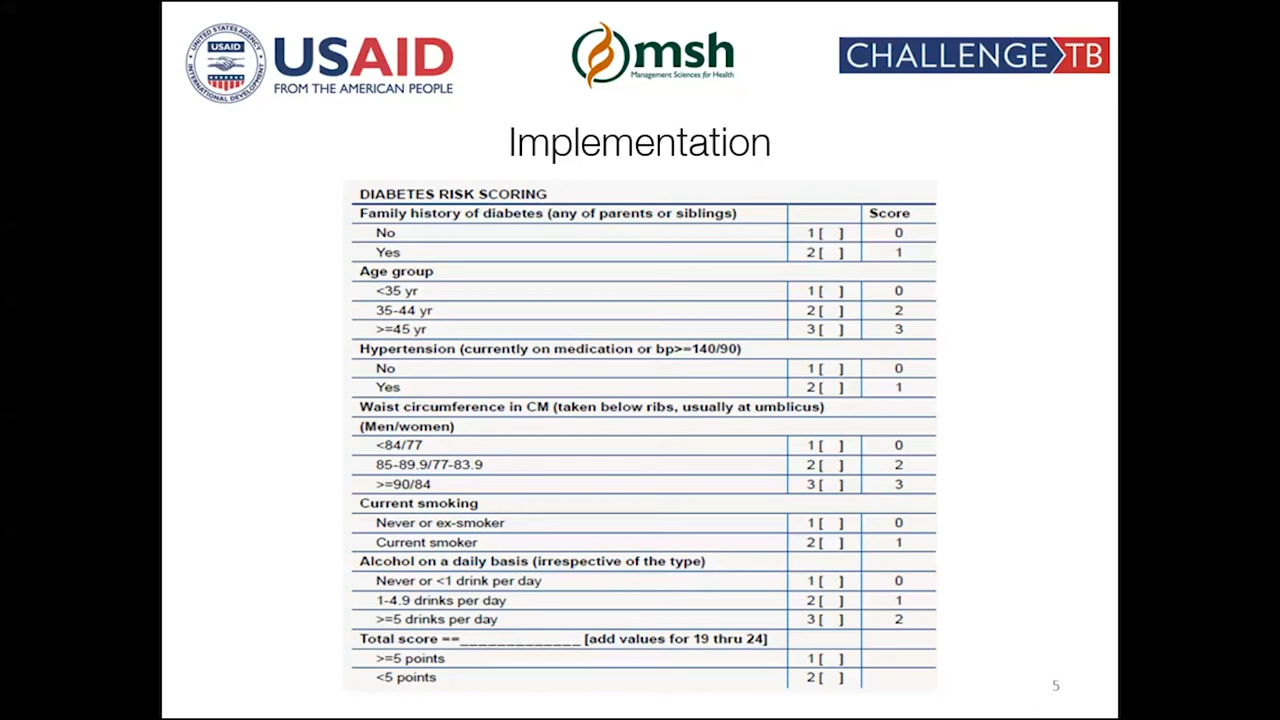 UNITED STATES AGENCY
USAID
INTERNATIONAL DEVELOPMENT
USAID
FROM THE AMERICAN PEOPLE
msh
Management Sciences for Health
CHALLENGE TB
Implementation
DIABETES RISK SCORING
Family history of diabetes (any of parents or siblings) Score
No 1 [ ] 0
Yes 2 [ ] 1
Age group
<35 yr 1 [ ] 0
35-44 yr 2 [ ] 2
>=45 yr 3 [ ] 3
Hypertension (currently on medication or bp>=140/90)
No 1 [ ] 0
Yes 2 [ ] 1
Waist circumference in CM (taken below ribs, usually at umblicus)
(Men/women)
<84/77 1 [ ] 0
85-89.9/77-83.9 2 [ ] 2
>=90/84 3 [ ] 3
Current smoking
Never or ex-smoker 1 [ ] 0
Current smoker 2 [ ] 1
Alcohol on a daily basis (irrespective of the type)
Never or <1 drink per day 1 [ ] 0
1-4.9 drinks per day 2 [ ] 1
>=5 drinks per day 3 [ ] 2
Total score ==_____________ [add values for 19 thru 24]
>=5 points 1 [ ]
<5 points 2 [ ]
5